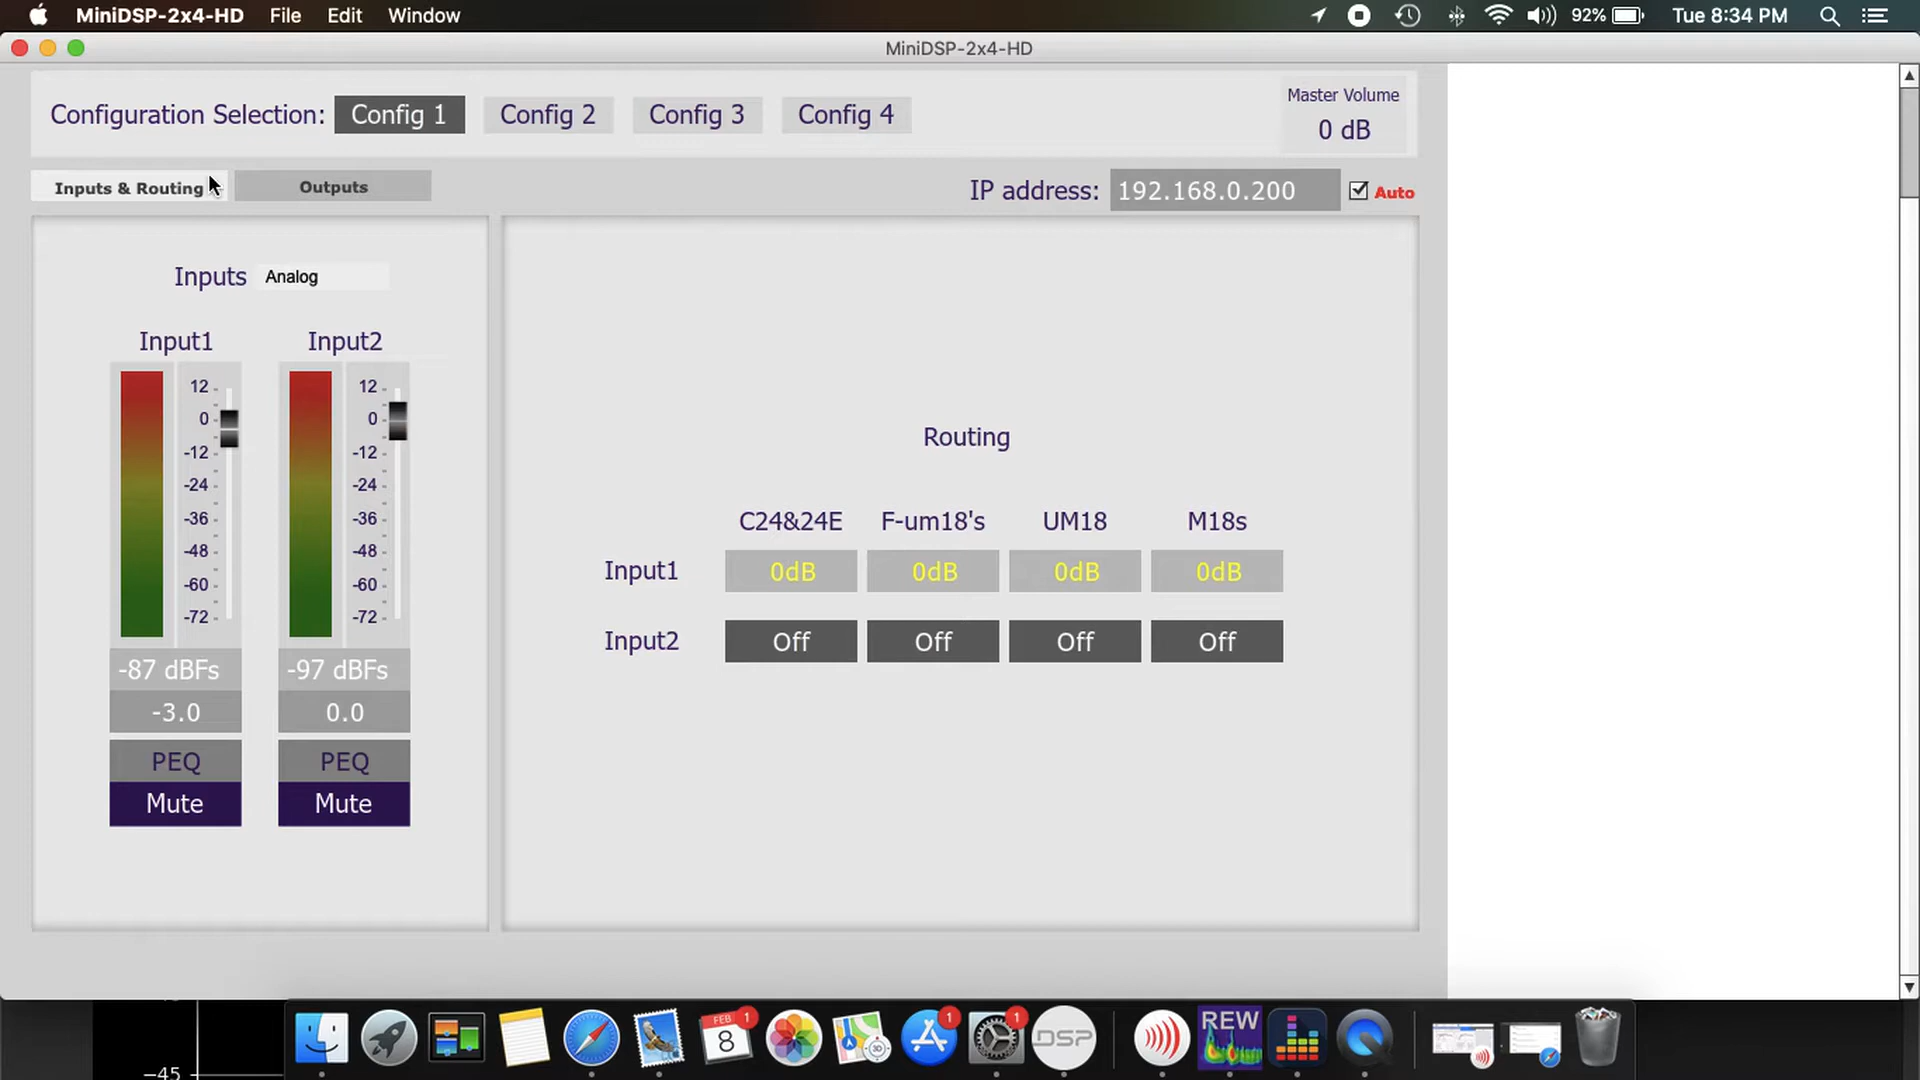 MiniDSP-2x4-HD File Edit Window 92% Tue 8:34 PM
MiniDSP-2x4-HD
Configuration Selection: Config 1 Config 2 Config 3 Config 4
Master Volume
0 dB
Inputs & Routing Outputs
IP address: 192.168.0.200 Auto
Inputs Analog
Input1 Input2
12 12
0 0
-12 -12
-24 -24
-36 -36
-48 -48
-60 -60
-72 -72
-87 dBFs -97 dBFs
-3.0 0.0
PEQ PEQ
Mute Mute
Routing
C24&24E F-um18's UM18 M18s
Input1 0dB 0dB 0dB 0dB
Input2 Off Off Off Off
FEB
8
1
1
1
3D
DSP
REW
-45